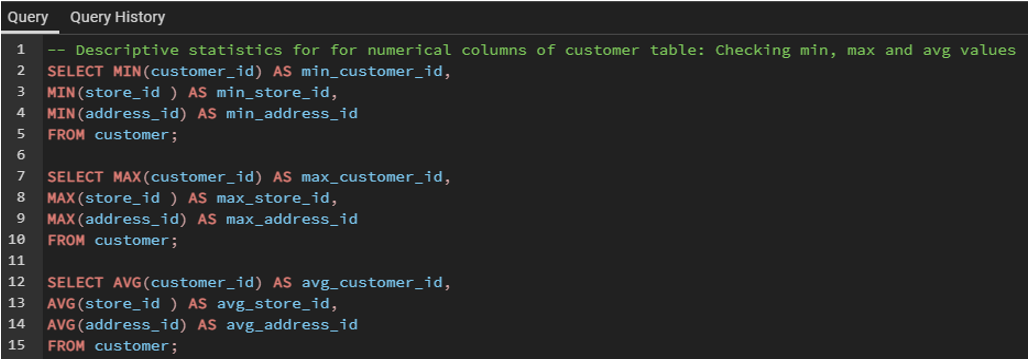 Query Query History
1 -- Descriptive statistics for for numerical columns of customer table: Checking min, max and avg values
2 SELECT MIN(customer_id) AS min_customer_id,
3 MIN(store_id ) AS min_store_id,
4 MIN(address_id) AS min_address_id
5 FROM customer;
6
7 SELECT MAX(customer_id) AS max_customer_id,
8 MAX(store_id ) AS max_store_id,
9 MAX(address_id) AS max_address_id
10 FROM customer;
11
12 SELECT AVG(customer_id) AS avg_customer_id,
13 AVG(store_id ) AS avg_store_id,
14 AVG(address_id) AS avg_address_id
15 FROM customer;